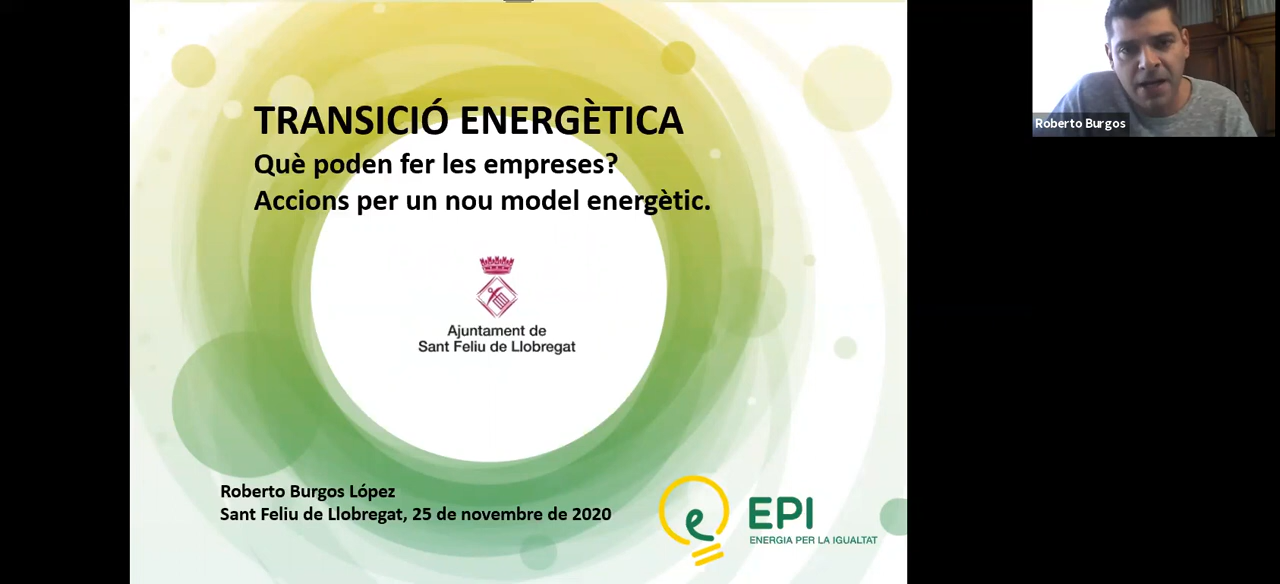 TRANSICIÓ ENERGÈTICA
Què poden fer les empreses?
Accions per un nou model energètic.
Ajuntament de
Sant Feliu de Llobregat
Roberto Burgos López
Sant Feliu de Llobregat, 25 de novembre de 2020
e
EPI
ENERGIA PER LA IGUALTAT
Roberto Burgos